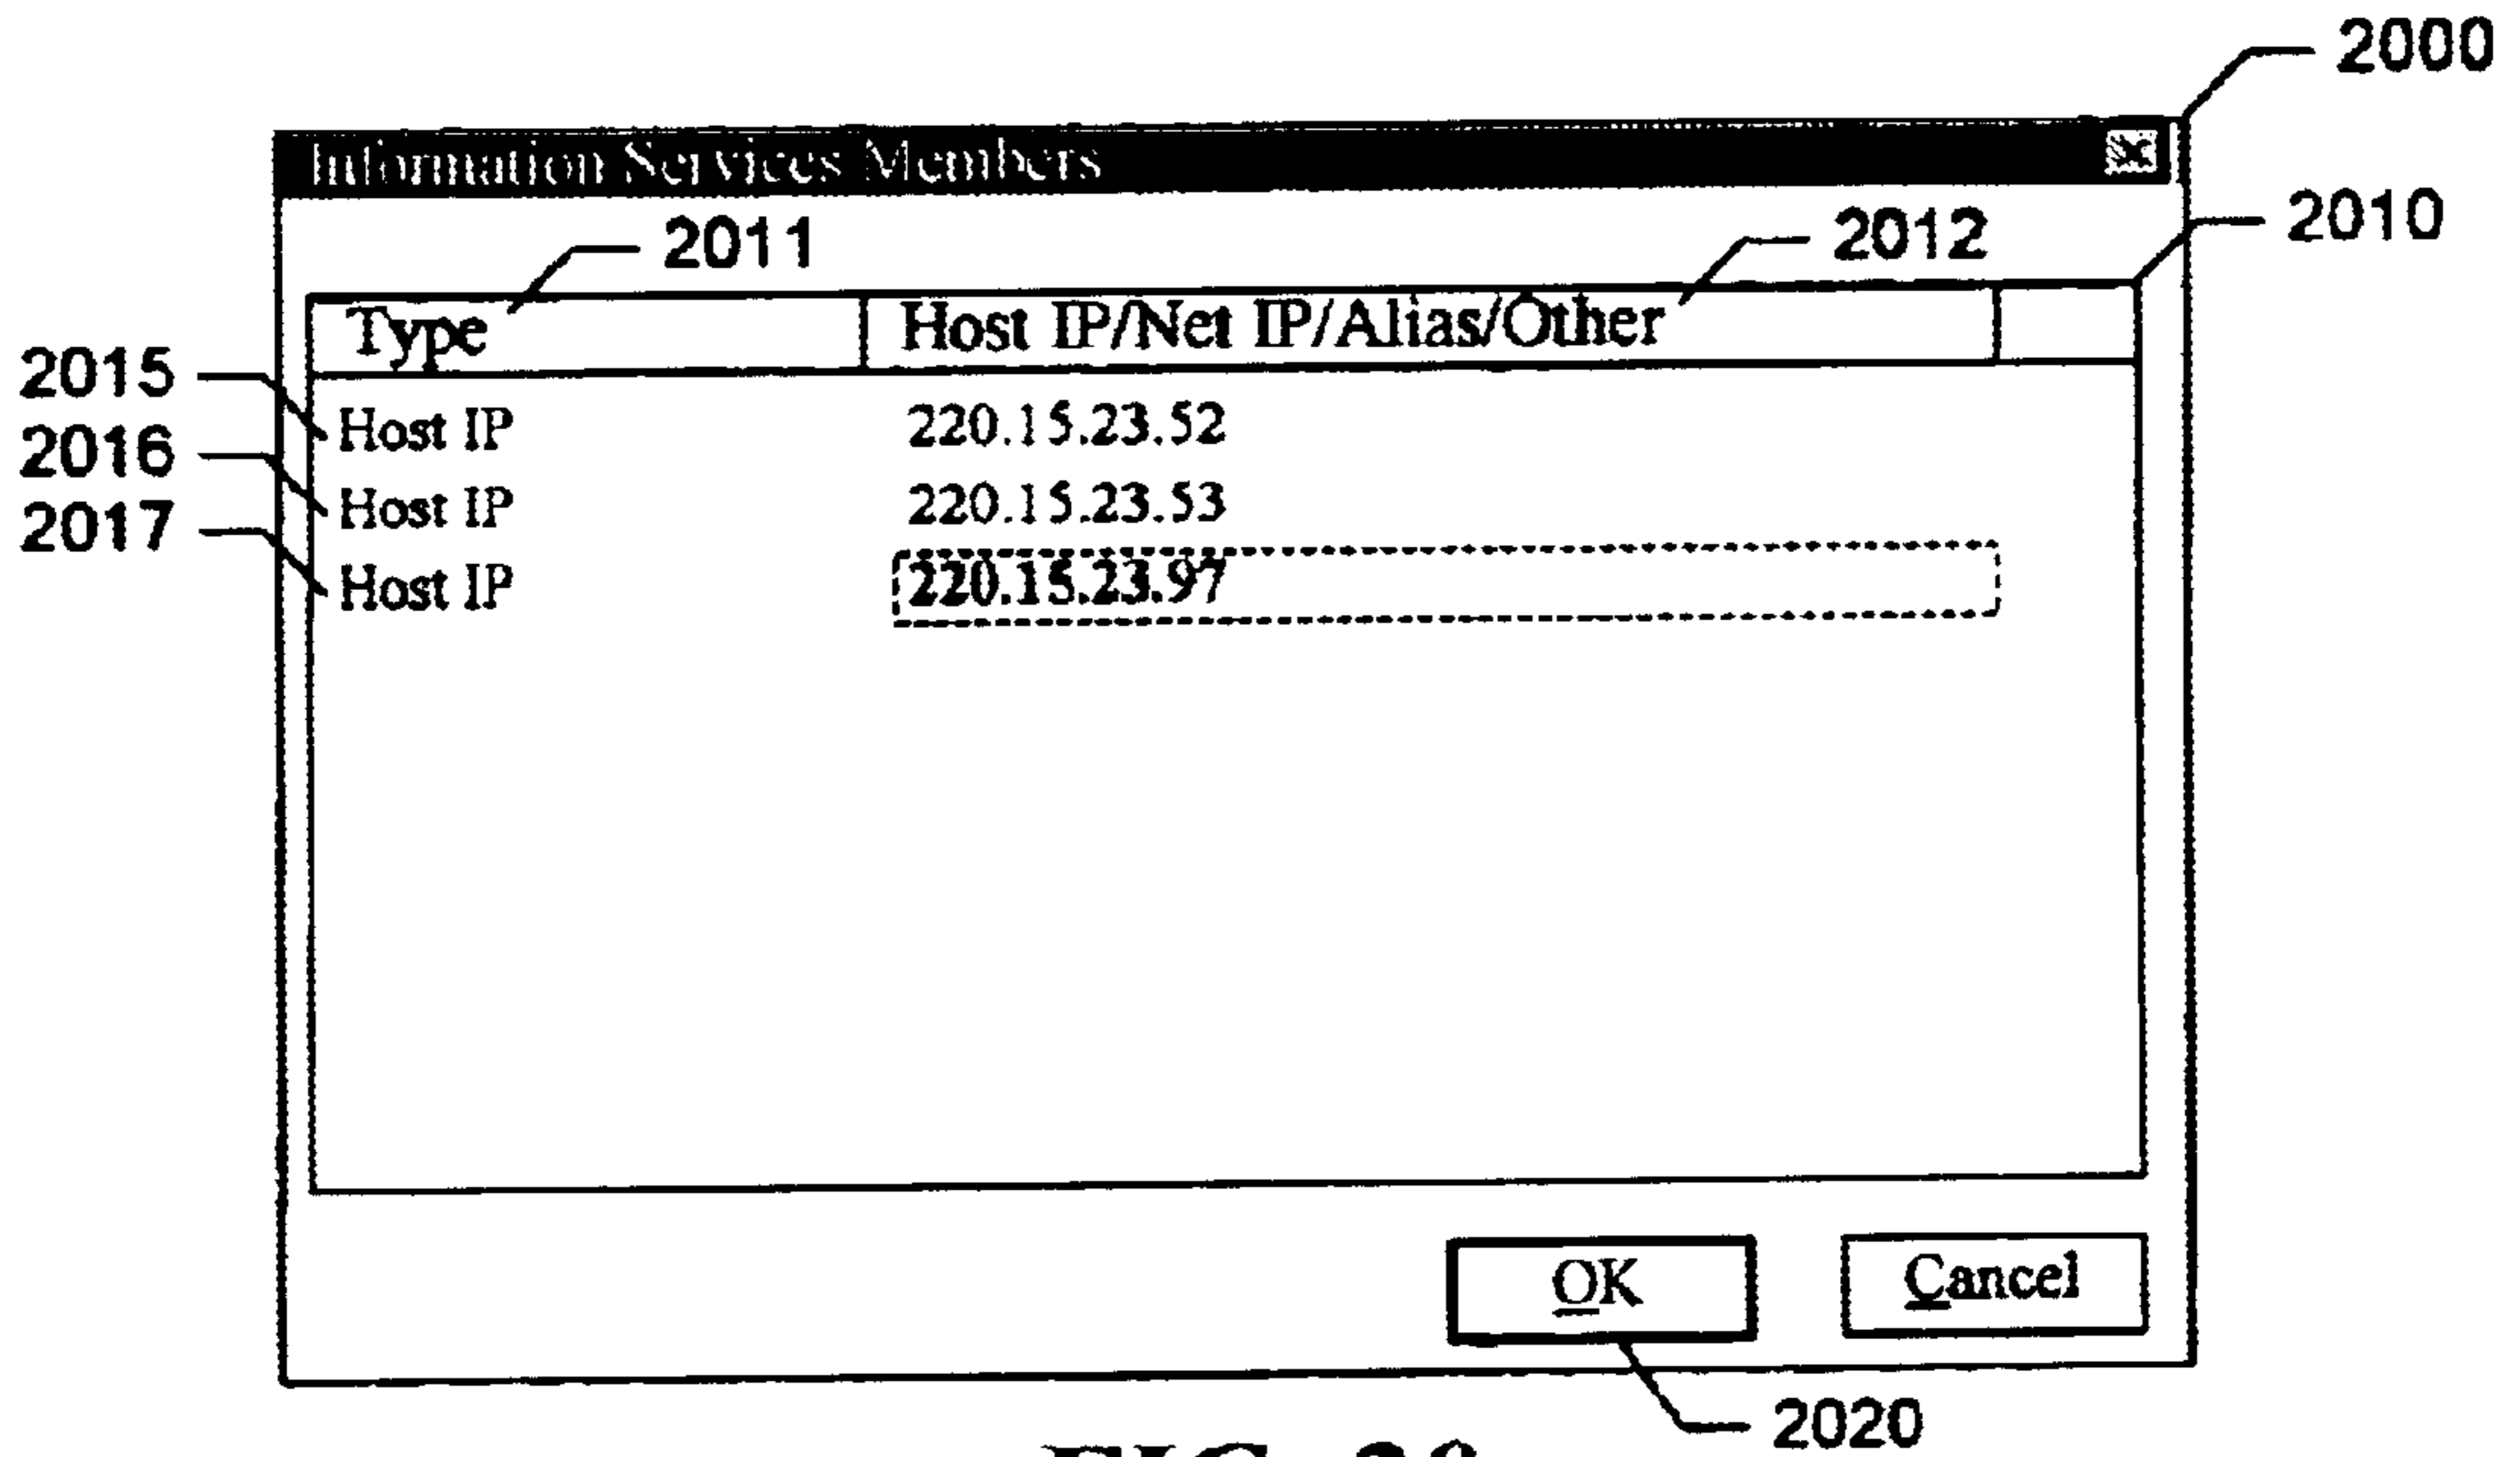 2000
Information Services Members
2010
2011
2012
Type Host IP/Net IP/Alias/Other
2015
Host IP 220.15.23.52
2016
Host IP 220.15.23.53
2017
Host IP 220.15.23.97
OK Cancel
2020